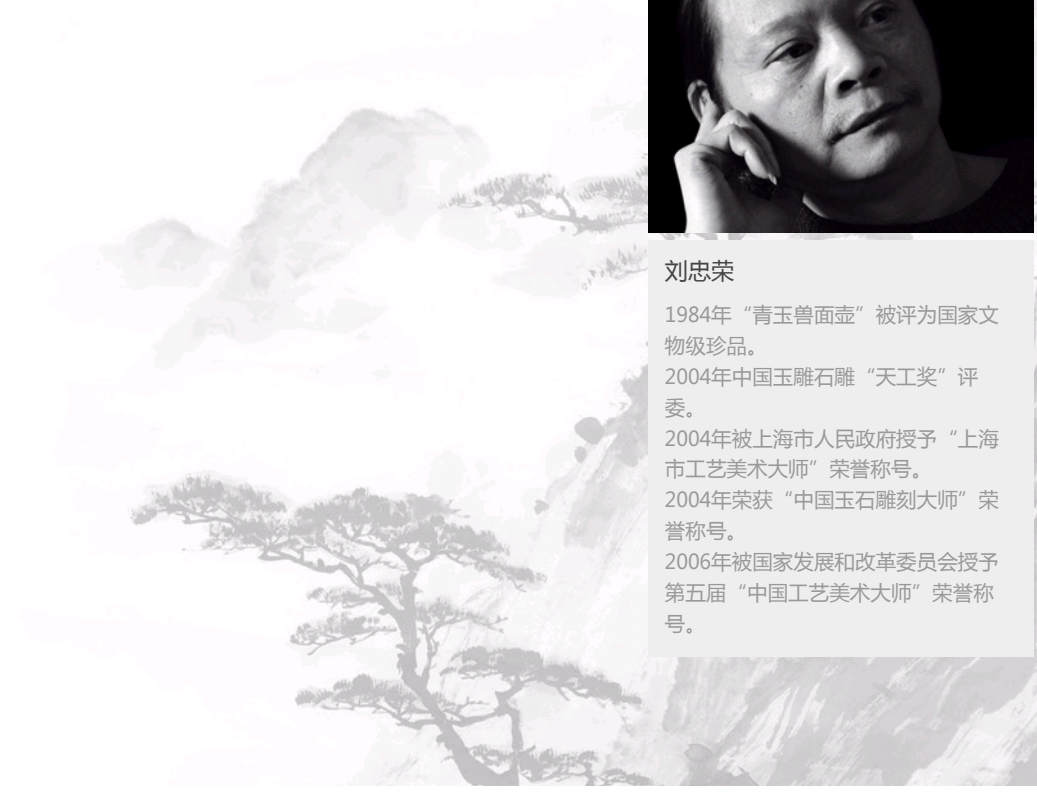 刘忠荣
1984年“青玉兽面壶”被评为国家文
物级珍品。
2004年中国玉雕石雕“天工奖”评
委。
2004年被上海市人民政府授予“上海
市工艺美术大师”荣誉称号。
2004年荣获“中国玉石雕刻大师”荣
誉称号。
2006年被国家发展和改革委员会授予
第五届“中国工艺美术大师”荣誉称
号。